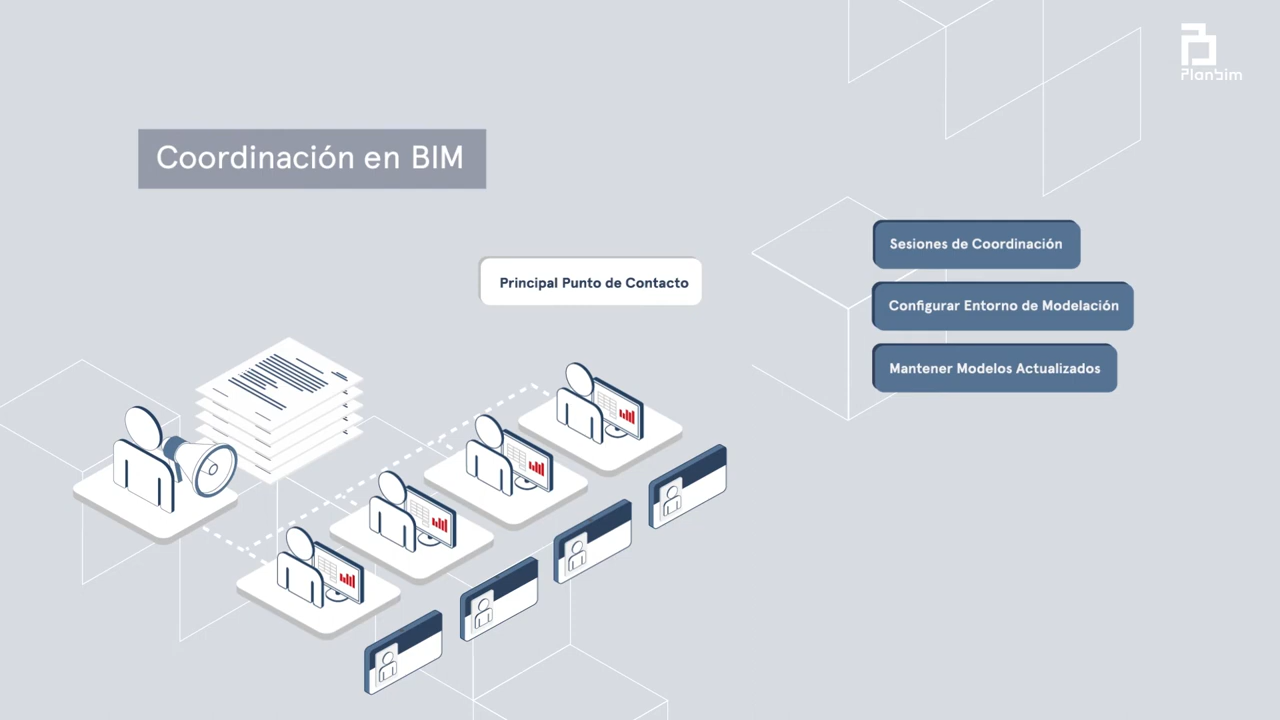 Planbim
Coordinación en BIM
Sesiones de Coordinación
Principal Punto de Contacto
Configurar Entorno de Modelación
Mantener Modelos Actualizados